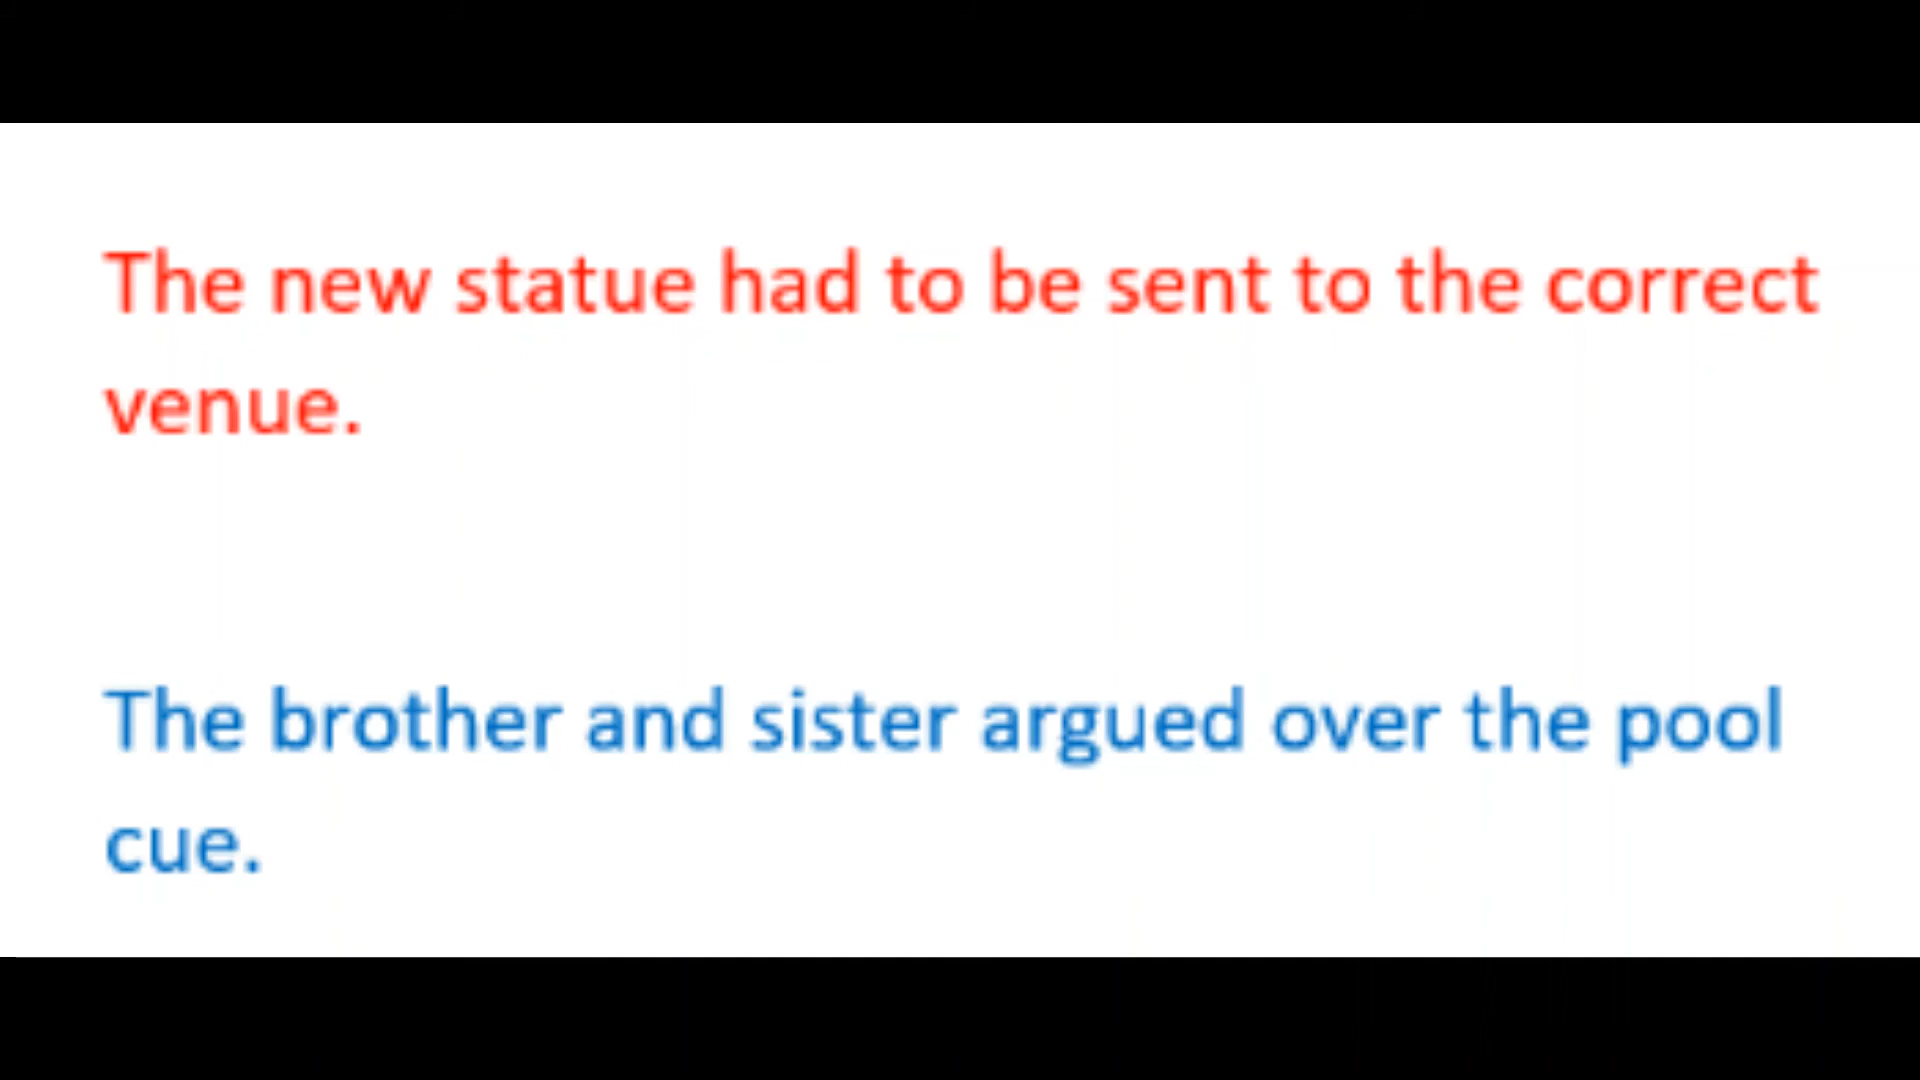 The new statue had to be sent to the correct
venue.
The brother and sister argued over the pool
cue.